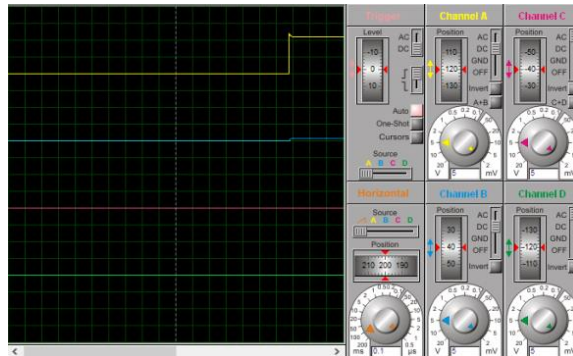 Trigger
Level
-10
0
10
AC
DC
Auto
One-Shot
Cursors
Source
A B C D
Channel A
Position
110
120
130
AC
DC
GND
OFF
Invert
A+B
V 5 mV
Channel C
Position
-50
-40
-30
AC
DC
GND
OFF
Invert
C+D
V 5 mV
Horizontal
Source
A B C D
Position
210 200 190
ms 0.1 µs
Channel B
Position
30
40
50
AC
DC
GND
OFF
Invert
V 5 mV
Channel D
Position
-130
-120
-110
AC
DC
GND
OFF
Invert
V 5 mV